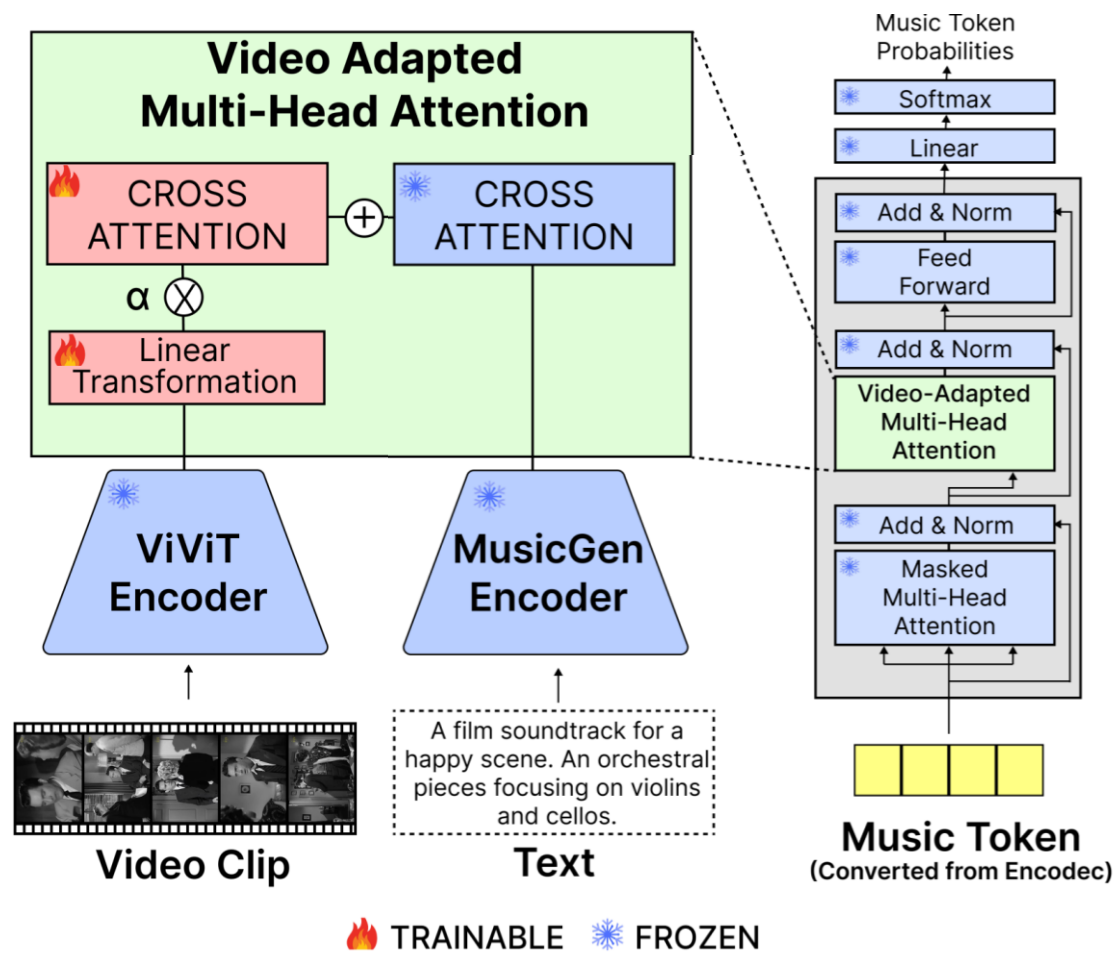 Video Adapted
Multi-Head Attention
CROSS
ATTENTION
+
CROSS
ATTENTION
α
Linear
Transformation
ViViT
Encoder
MusicGen
Encoder
A film soundtrack for a
happy scene. An orchestral
pieces focusing on violins
and cellos.
Video Clip
Text
Music Token
Probabilities
Softmax
Linear
Add & Norm
Feed
Forward
Add & Norm
Video-Adapted
Multi-Head
Attention
Add & Norm
Masked
Multi-Head
Attention
Music Token
(Converted from Encodec)
TRAINABLE
FROZEN